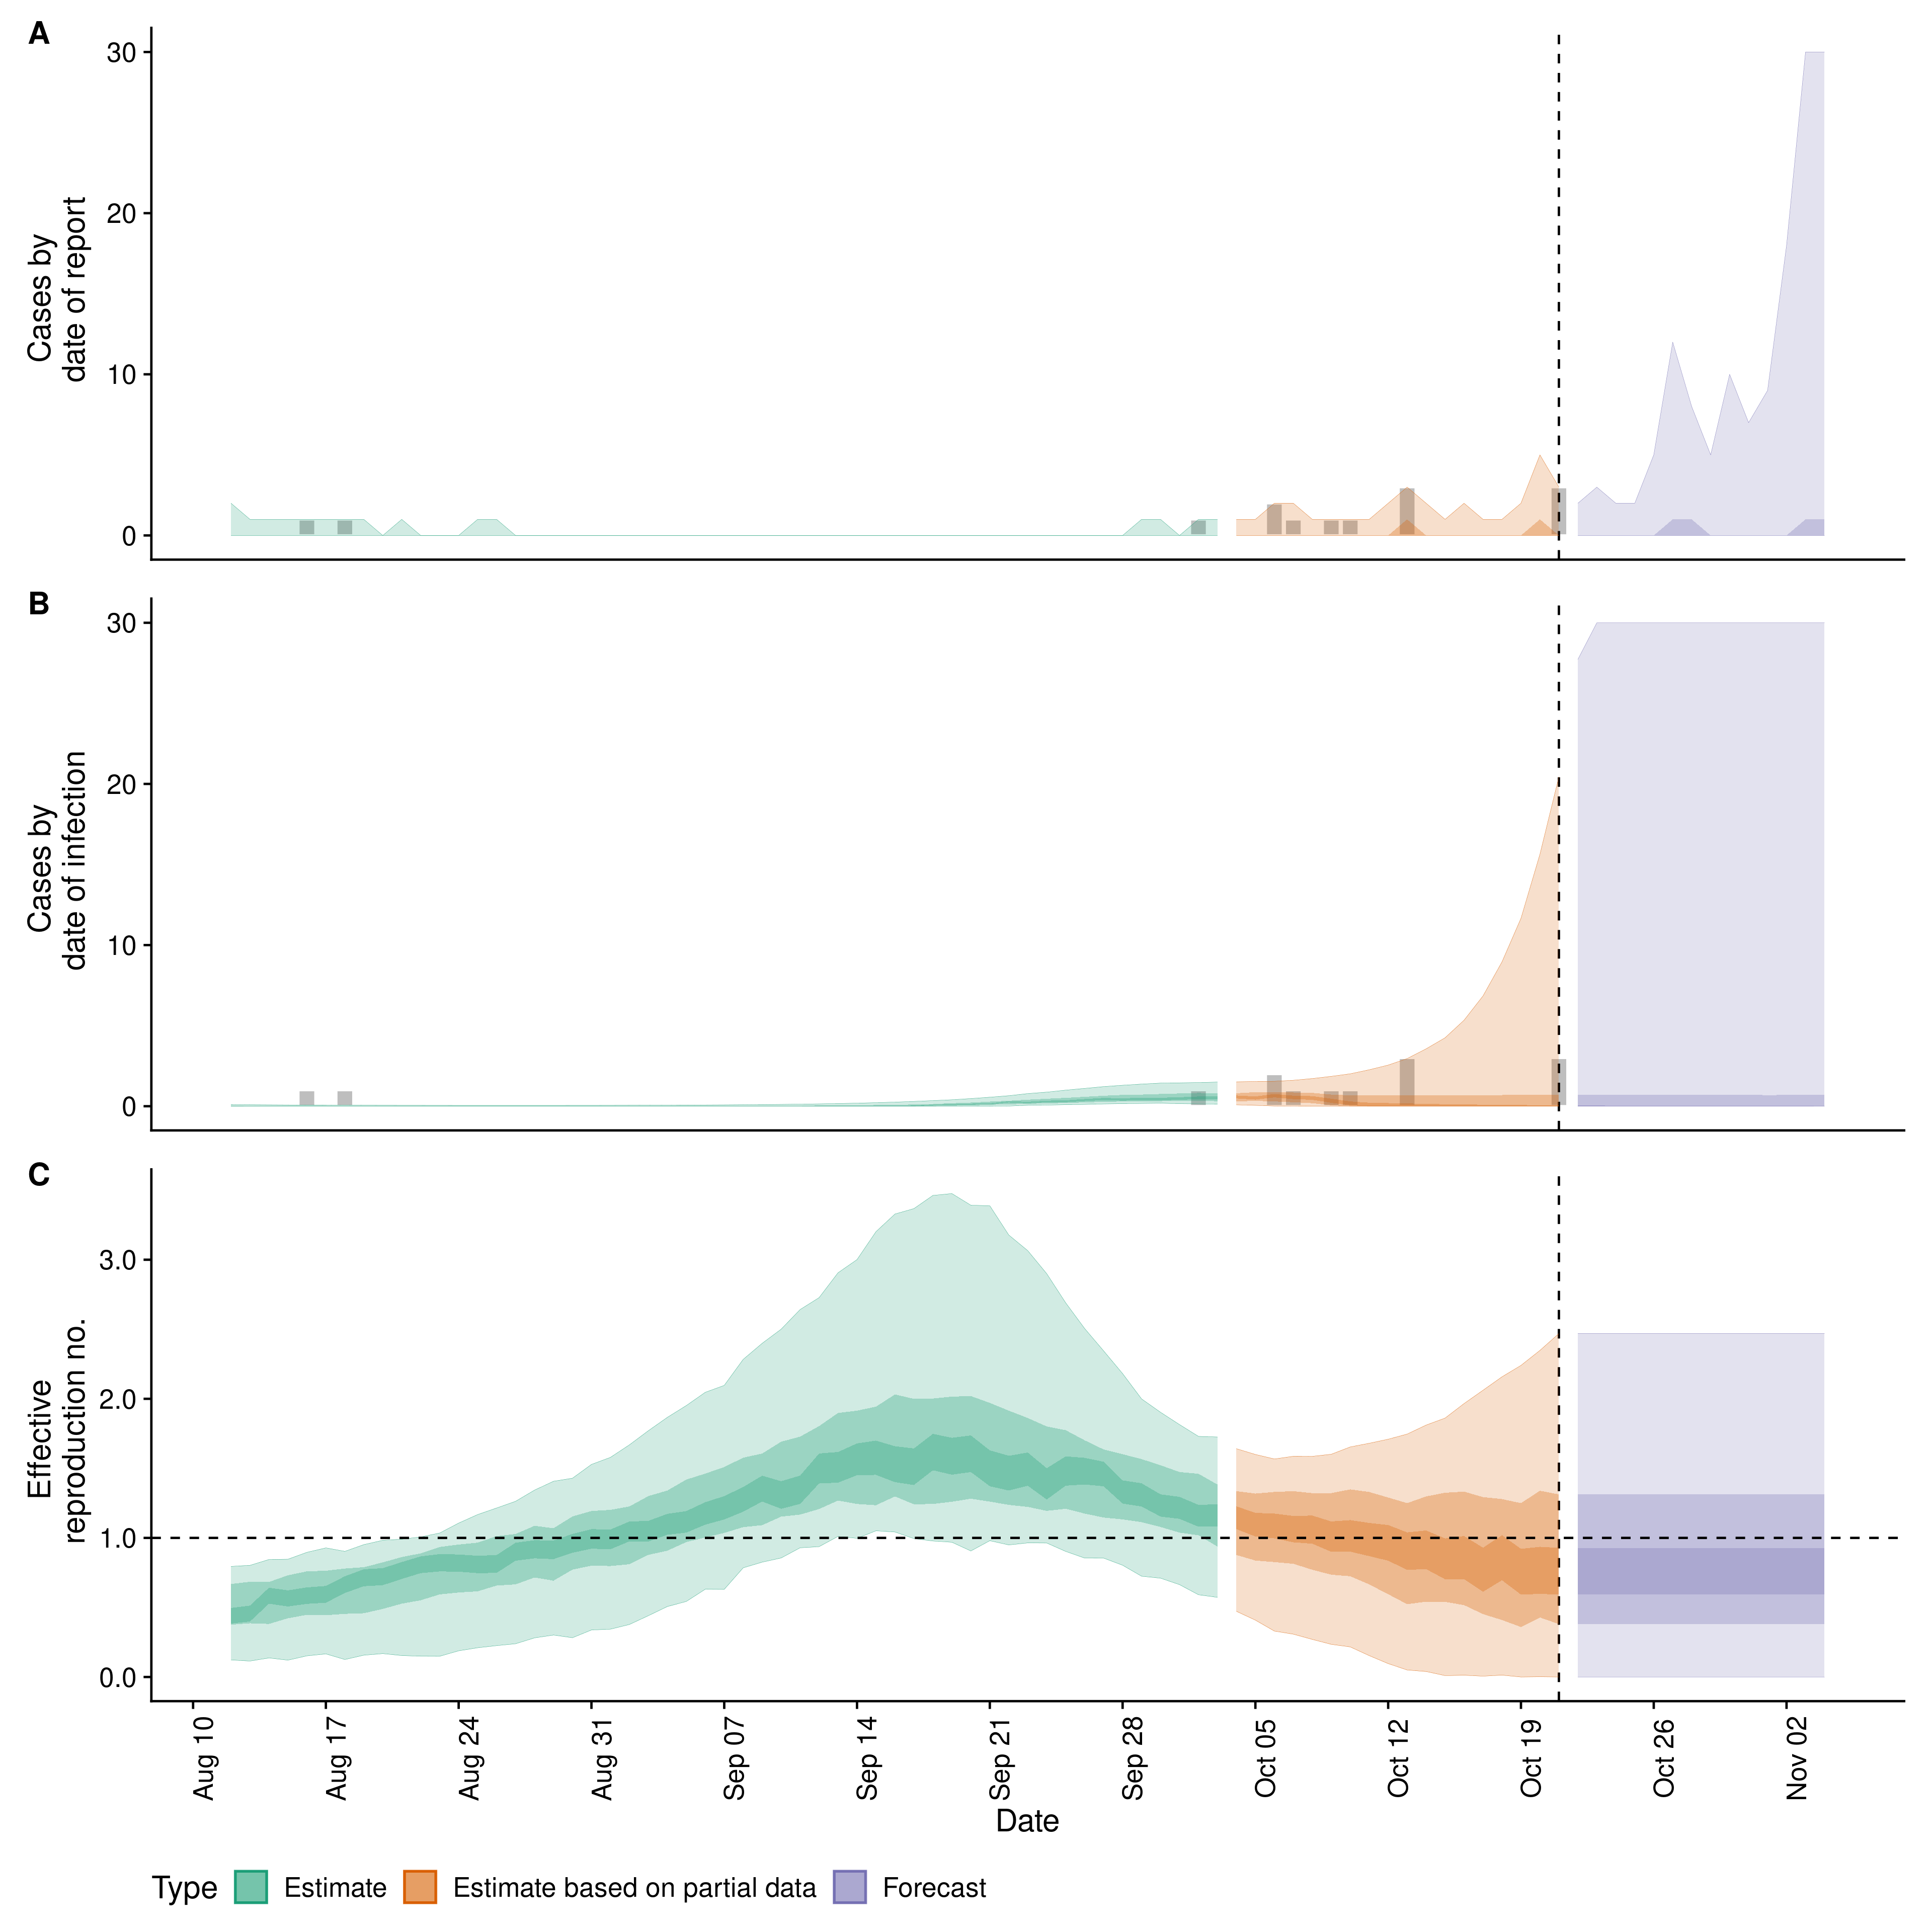 A
30
20
10
0
Cases by
date of report
B
30
20
10
0
Cases by
date of infection
C
3.0
2.0
1.0
0.0
Effective
reproduction no.
Aug 10
Aug 17
Aug 24
Aug 31
Sep 07
Sep 14
Sep 21
Sep 28
Oct 05
Oct 12
Oct 19
Oct 26
Nov 02
Date
Type Estimate Estimate based on partial data Forecast